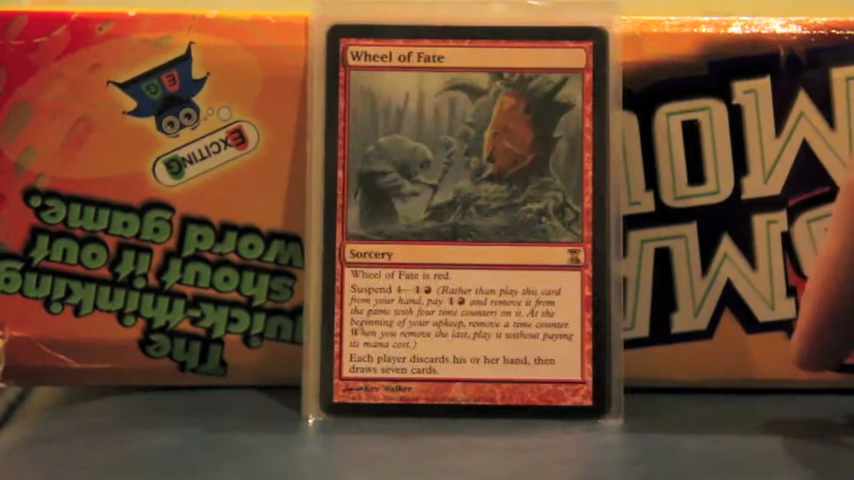 Wheel of Fate
Sorcery
Wheel of Fate is red.
Suspend 4—1 (Rather than play this card
from your hand, pay 1 and remove it from
the game with four time counters on it. At the
beginning of your upkeep, remove a time counter.
When you remove the last, play it without paying
its mana cost.)
Each player discards his or her hand, then
draws seven cards.
Kev Walker
E G
EXCITING
The
quick-thinking
shout it out
word game.